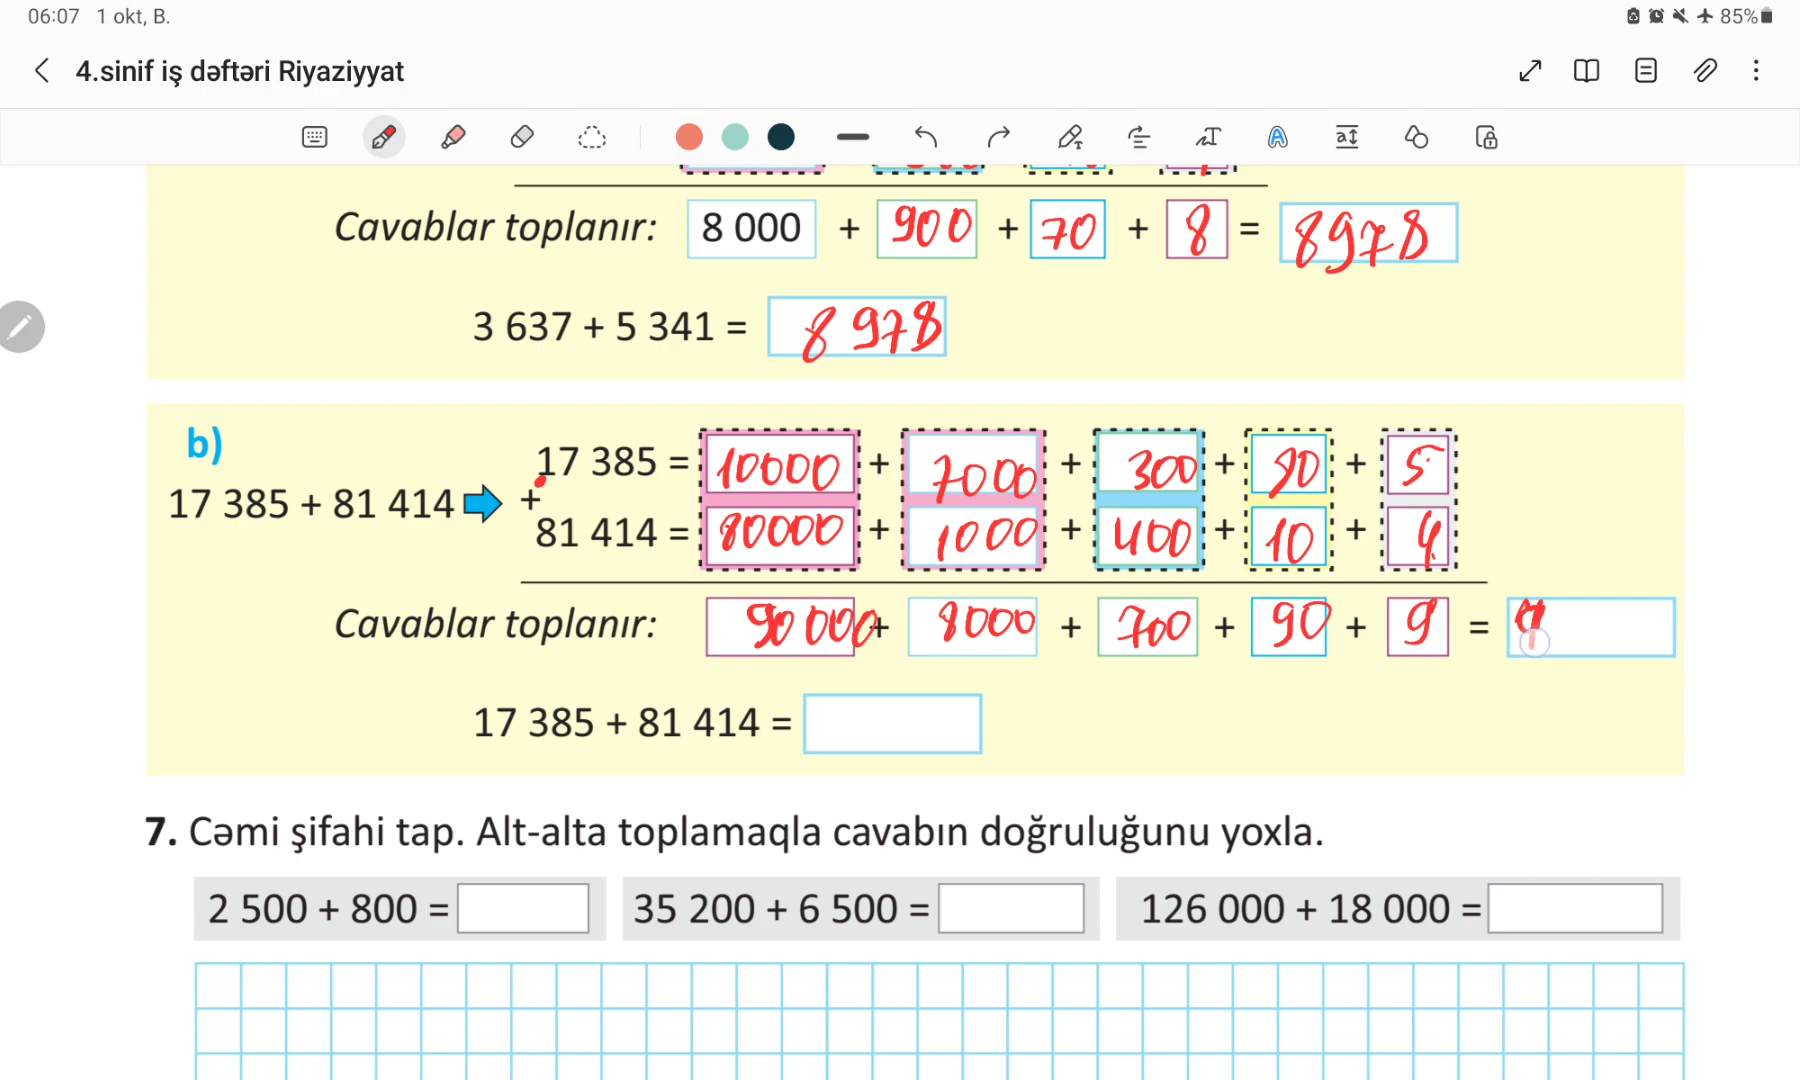 06:07 1 okt, B. 85%
4.sinif iş dəftəri Riyaziyyat
Cavablar toplanır: 8 000 + 900 + 70 + 8 = 8978
3 637 + 5 341 = 8 978
b)
17 385 + 81 414
17 385 = 10000 + 7000 + 300 + 80 + 5
+
81 414 = 80000 + 1000 + 400 + 10 + 4
Cavablar toplanır: 90 000 + 8000 + 700 + 90 + 9 = 9
17 385 + 81 414 =
7. Cəmi şifahi tap. Alt-alta toplamaqla cavabın doğruluğunu yoxla.
2 500 + 800 = 35 200 + 6 500 = 126 000 + 18 000 =